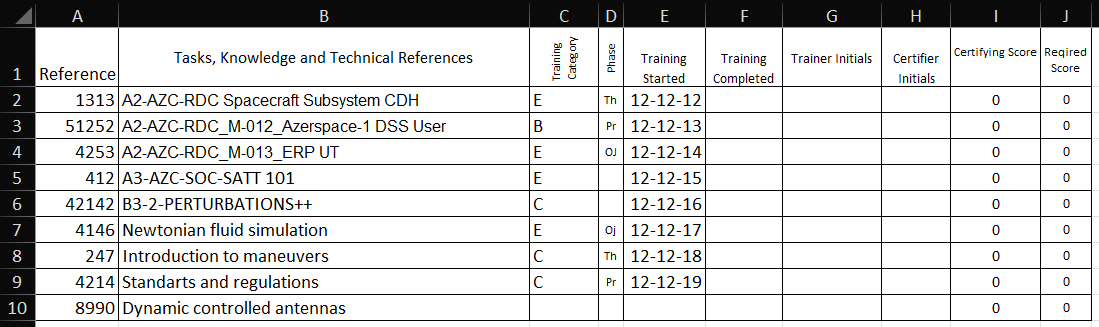 A B C D E F G H I J
1 Reference Tasks, Knowledge and Technical References Training Category Phase Training Started Training Completed Trainer Initials Certifier Initials Certifying Score Reqired Score
2 1313 A2-AZC-RDC Spacecraft Subsystem CDH E Th 12-12-12 0 0
3 51252 A2-AZC-RDC_M-012_Azerspace-1 DSS User B Pr 12-12-13 0 0
4 4253 A2-AZC-RDC_M-013_ERP UT E OJ 12-12-14 0 0
5 412 A3-AZC-SOC-SATT 101 E 12-12-15 0 0
6 42142 B3-2-PERTURBATIONS++ C 12-12-16 0 0
7 4146 Newtonian fluid simulation E Oj 12-12-17 0 0
8 247 Introduction to maneuvers C Th 12-12-18 0 0
9 4214 Standarts and regulations C Pr 12-12-19 0 0
10 8990 Dynamic controlled antennas 0 0